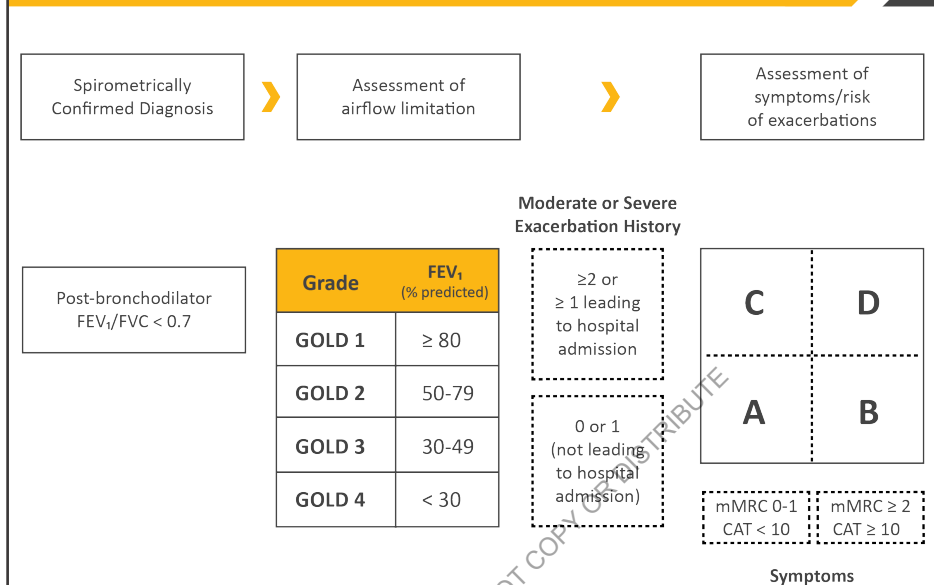 Spirometrically
Confirmed Diagnosis
Assessment of
airflow limitation
Assessment of
symptoms/risk
of exacerbations
Post-bronchodilator
FEV₁/FVC < 0.7
Grade
FEV₁
(% predicted)
GOLD 1
≥ 80
GOLD 2
50-79
GOLD 3
30-49
GOLD 4
< 30
Moderate or Severe
Exacerbation History
≥2 or
≥ 1 leading
to hospital
admission
0 or 1
(not leading
to hospital
admission)
C
D
A
B
mMRC 0-1
CAT < 10
mMRC ≥ 2
CAT ≥ 10
Symptoms
OT COPY OR DISTRIBUTE